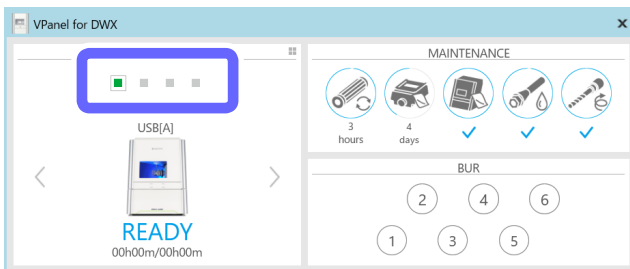 VPanel for DWX
MAINTENANCE
3
hours
4
days
USB[A]
READY
00h00m/00h00m
BUR
2 4 6
1 3 5